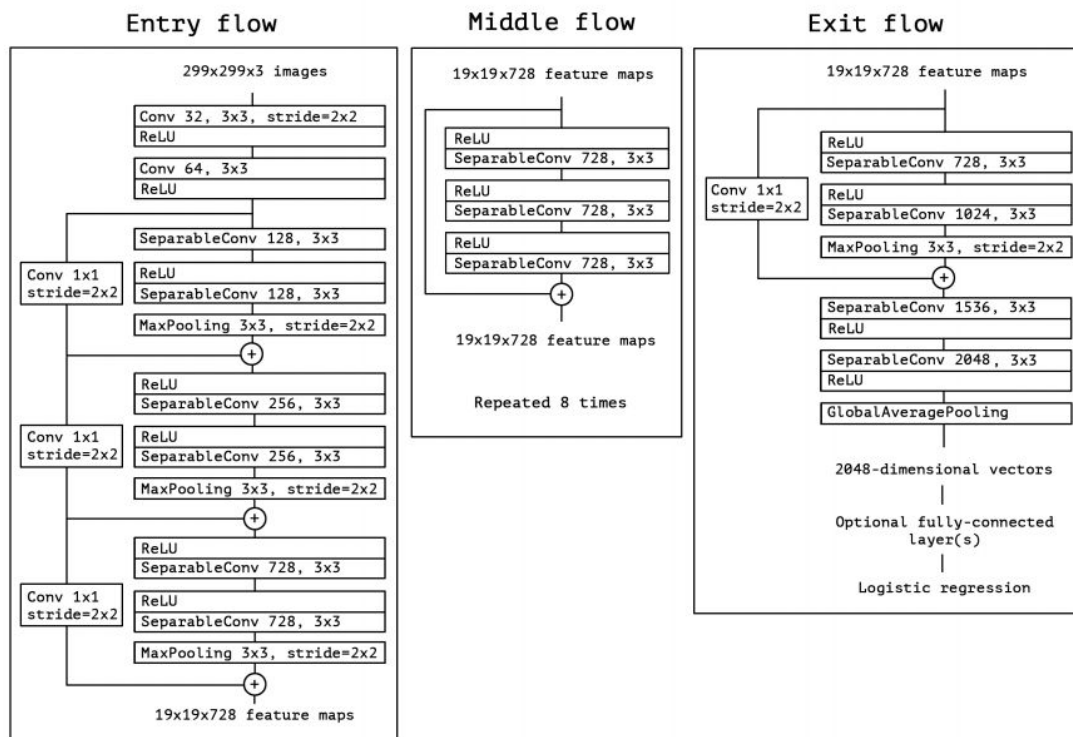 Entry flow
299x299x3 images
Conv 32, 3x3, stride=2x2
ReLU
Conv 64, 3x3
ReLU
SeparableConv 128, 3x3
Conv 1x1
stride=2x2
ReLU
SeparableConv 128, 3x3
MaxPooling 3x3, stride=2x2
+
ReLU
SeparableConv 256, 3x3
Conv 1x1
stride=2x2
ReLU
SeparableConv 256, 3x3
MaxPooling 3x3, stride=2x2
+
ReLU
SeparableConv 728, 3x3
Conv 1x1
stride=2x2
ReLU
SeparableConv 728, 3x3
MaxPooling 3x3, stride=2x2
+
19x19x728 feature maps
Middle flow
19x19x728 feature maps
ReLU
SeparableConv 728, 3x3
ReLU
SeparableConv 728, 3x3
ReLU
SeparableConv 728, 3x3
+
19x19x728 feature maps
Repeated 8 times
Exit flow
19x19x728 feature maps
ReLU
SeparableConv 728, 3x3
Conv 1x1
stride=2x2
ReLU
SeparableConv 1024, 3x3
MaxPooling 3x3, stride=2x2
+
SeparableConv 1536, 3x3
ReLU
SeparableConv 2048, 3x3
ReLU
GlobalAveragePooling
2048-dimensional vectors
Optional fully-connected
layer(s)
Logistic regression